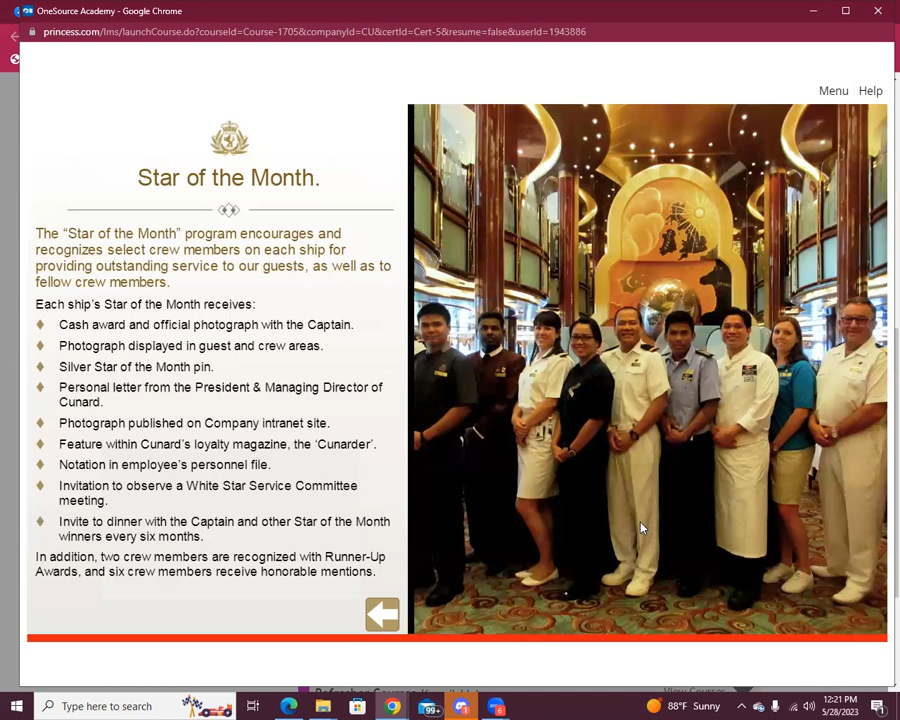 OneSource Academy - Google Chrome
princess.com/lms/launchCourse.do?courseId=Course-1705&companyId=CU&certId=Cert-5&resume=false&userId=1943886
Menu Help
Star of the Month.
The “Star of the Month” program encourages and
recognizes select crew members on each ship for
providing outstanding service to our guests, as well as to
fellow crew members.
Each ship's Star of the Month receives:
Cash award and official photograph with the Captain.
Photograph displayed in guest and crew areas.
Silver Star of the Month pin.
Personal letter from the President & Managing Director of
Cunard.
Photograph published on Company intranet site.
Feature within Cunard's loyalty magazine, the ‘Cunarder’.
Notation in employee's personnel file.
Invitation to observe a White Star Service Committee
meeting.
Invite to dinner with the Captain and other Star of the Month
winners every six months.
In addition, two crew members are recognized with Runner-Up
Awards, and six crew members receive honorable mentions.
View Courses
Type here to search
99+
1
6
88°F Sunny
12:21 PM
5/28/2023
1